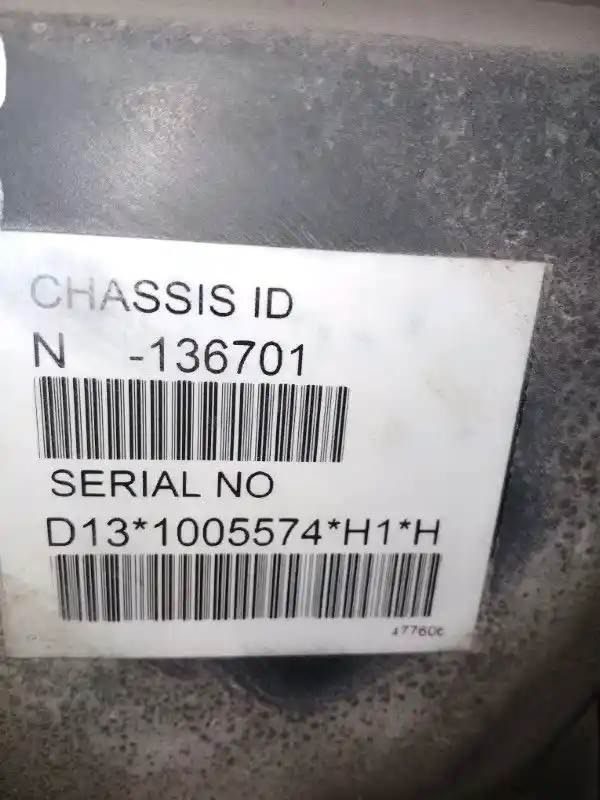 CHASSIS ID
N -136701
SERIAL NO
D13*1005574*H1*H